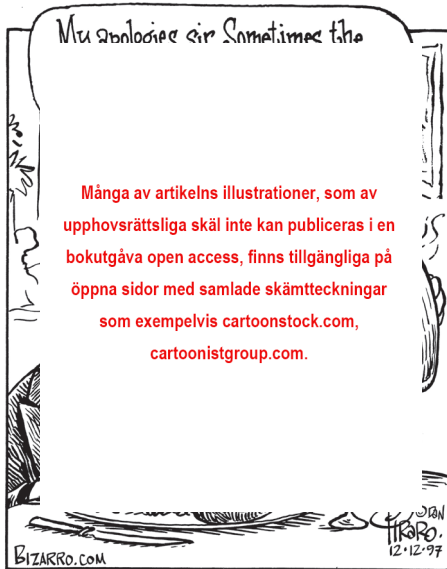 My apologies sir. Sometimes the
Många av artikelns illustrationer, som av
upphovsrättsliga skäl inte kan publiceras i en
bokutgåva open access, finns tillgängliga på
öppna sidor med samlade skämtteckningar
som exempelvis cartoonstock.com,
cartoonistgroup.com.
DAN
PIRARO.
12·12·97
BIZARRO.COM